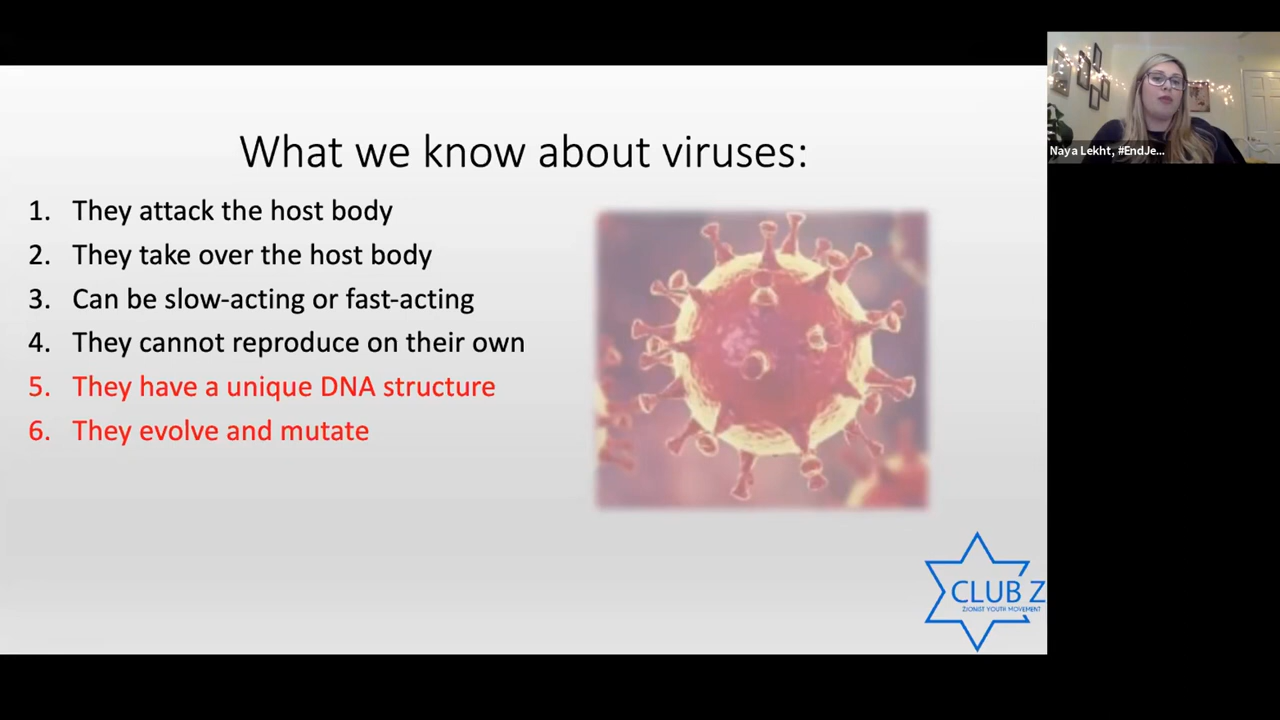 What we know about viruses:
1. They attack the host body
2. They take over the host body
3. Can be slow-acting or fast-acting
4. They cannot reproduce on their own
5. They have a unique DNA structure
6. They evolve and mutate
CLUB Z
ZIONIST YOUTH MOVEMENT
Naya Lekht, #EndJe...